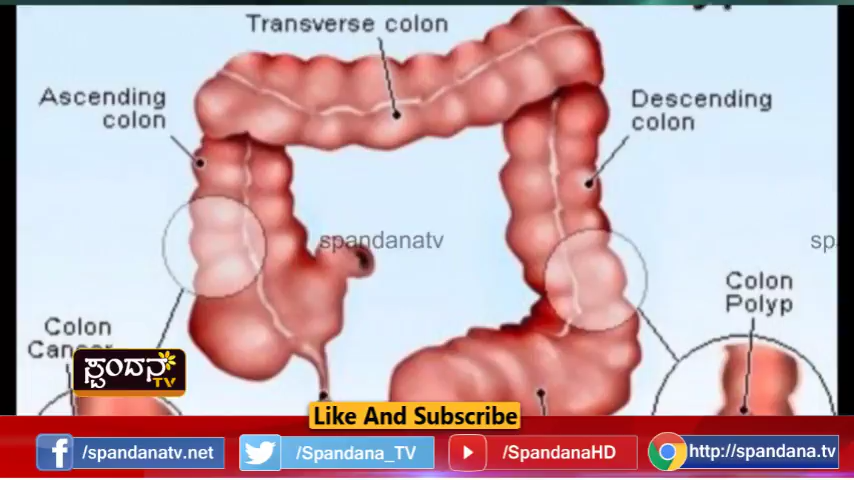 Transverse colon
Ascending
colon
Descending
colon
spandanatv
sp
Colon
Polyp
Colon
ಸ್ಪಂದನ
TV
Like And Subscribe
/spandanatv.net
/Spandana_TV
/SpandanaHD
http://spandana.tv